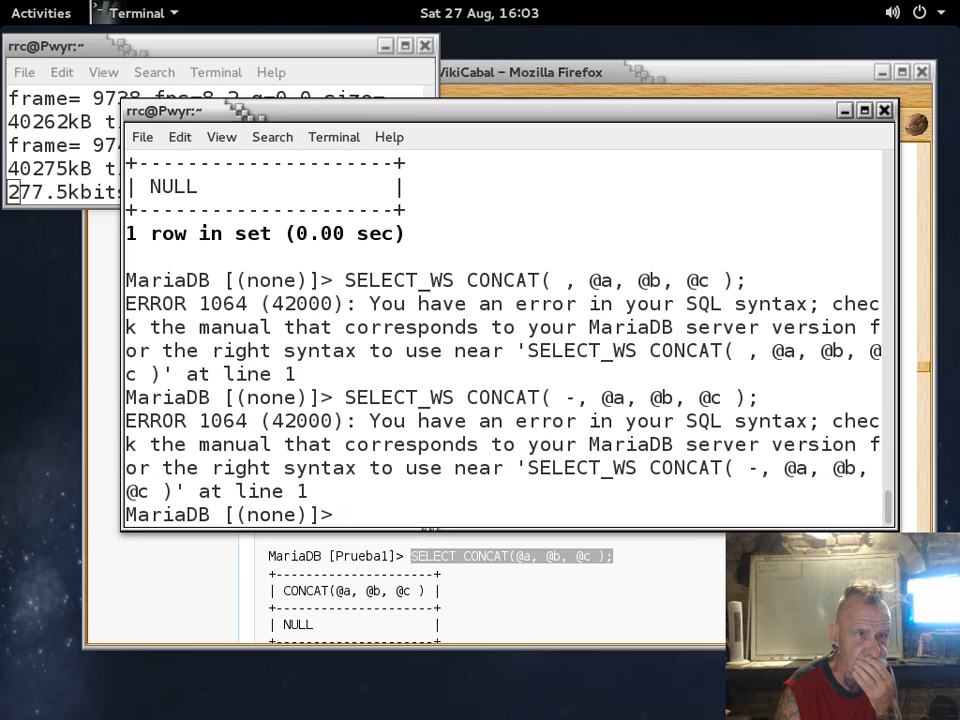 Activities Terminal Sat 27 Aug, 16:03
rrc@Pwyr:~
File Edit View Search Terminal Help
40262kB
frame=
40275kB
277.5kbits
VikiCabal – Mozilla Firefox
rrc@Pwyr:~
File Edit View Search Terminal Help
+----------------------+
| NULL                 |
+----------------------+
1 row in set (0.00 sec)
MariaDB [(none)]> SELECT_WS CONCAT( , @a, @b, @c );
ERROR 1064 (42000): You have an error in your SQL syntax; chec
k the manual that corresponds to your MariaDB server version f
or the right syntax to use near 'SELECT_WS CONCAT( , @a, @b, @
c )' at line 1
MariaDB [(none)]> SELECT_WS CONCAT( -, @a, @b, @c );
ERROR 1064 (42000): You have an error in your SQL syntax; chec
k the manual that corresponds to your MariaDB server version f
or the right syntax to use near 'SELECT_WS CONCAT( -, @a, @b,
@c )' at line 1
MariaDB [(none)]>
MariaDB [Prueba1]> SELECT CONCAT(@a, @b, @c );
+---------------------+
| CONCAT(@a, @b, @c ) |
+---------------------+
| NULL                |
+---------------------+